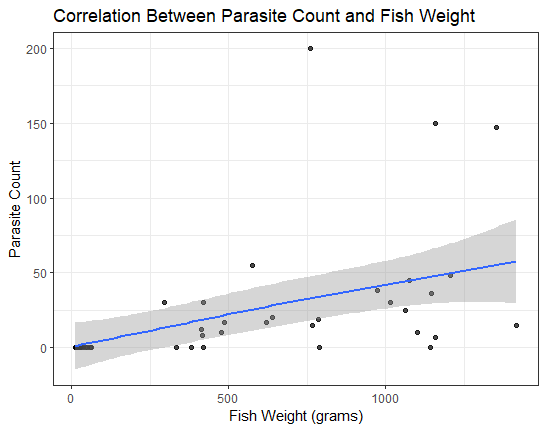 Correlation Between Parasite Count and Fish Weight
200
150
100
50
0
Parasite Count
0 500 1000
Fish Weight (grams)